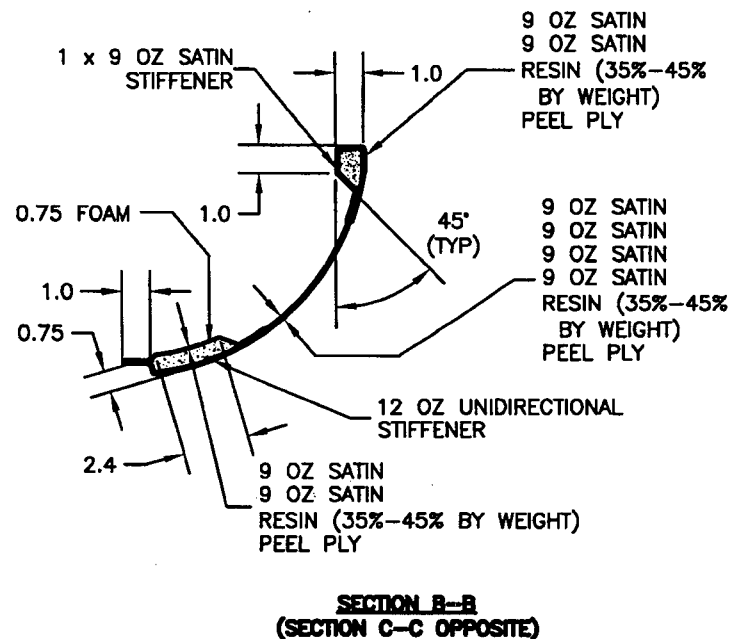 9 OZ SATIN
9 OZ SATIN
RESIN (35%-45%
BY WEIGHT)
PEEL PLY
1 x 9 OZ SATIN
STIFFENER
1.0
1.0
0.75 FOAM
45°
(TYP)
9 OZ SATIN
9 OZ SATIN
9 OZ SATIN
9 OZ SATIN
RESIN (35%-45%
BY WEIGHT)
PEEL PLY
1.0
0.75
12 OZ UNIDIRECTIONAL
STIFFENER
2.4
9 OZ SATIN
9 OZ SATIN
RESIN (35%-45% BY WEIGHT)
PEEL PLY
SECTION B-B
(SECTION C-C OPPOSITE)